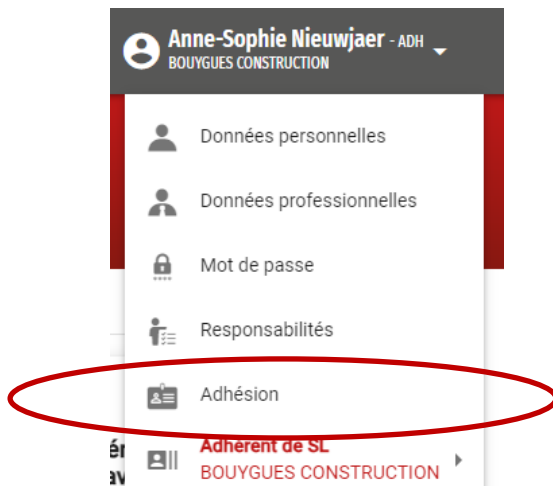 Anne-Sophie Nieuwjaer - ADH
BOUYGUES CONSTRUCTION
Données personnelles
Données professionnelles
Mot de passe
Responsabilités
Adhésion
Adhérent de SL
BOUYGUES CONSTRUCTION